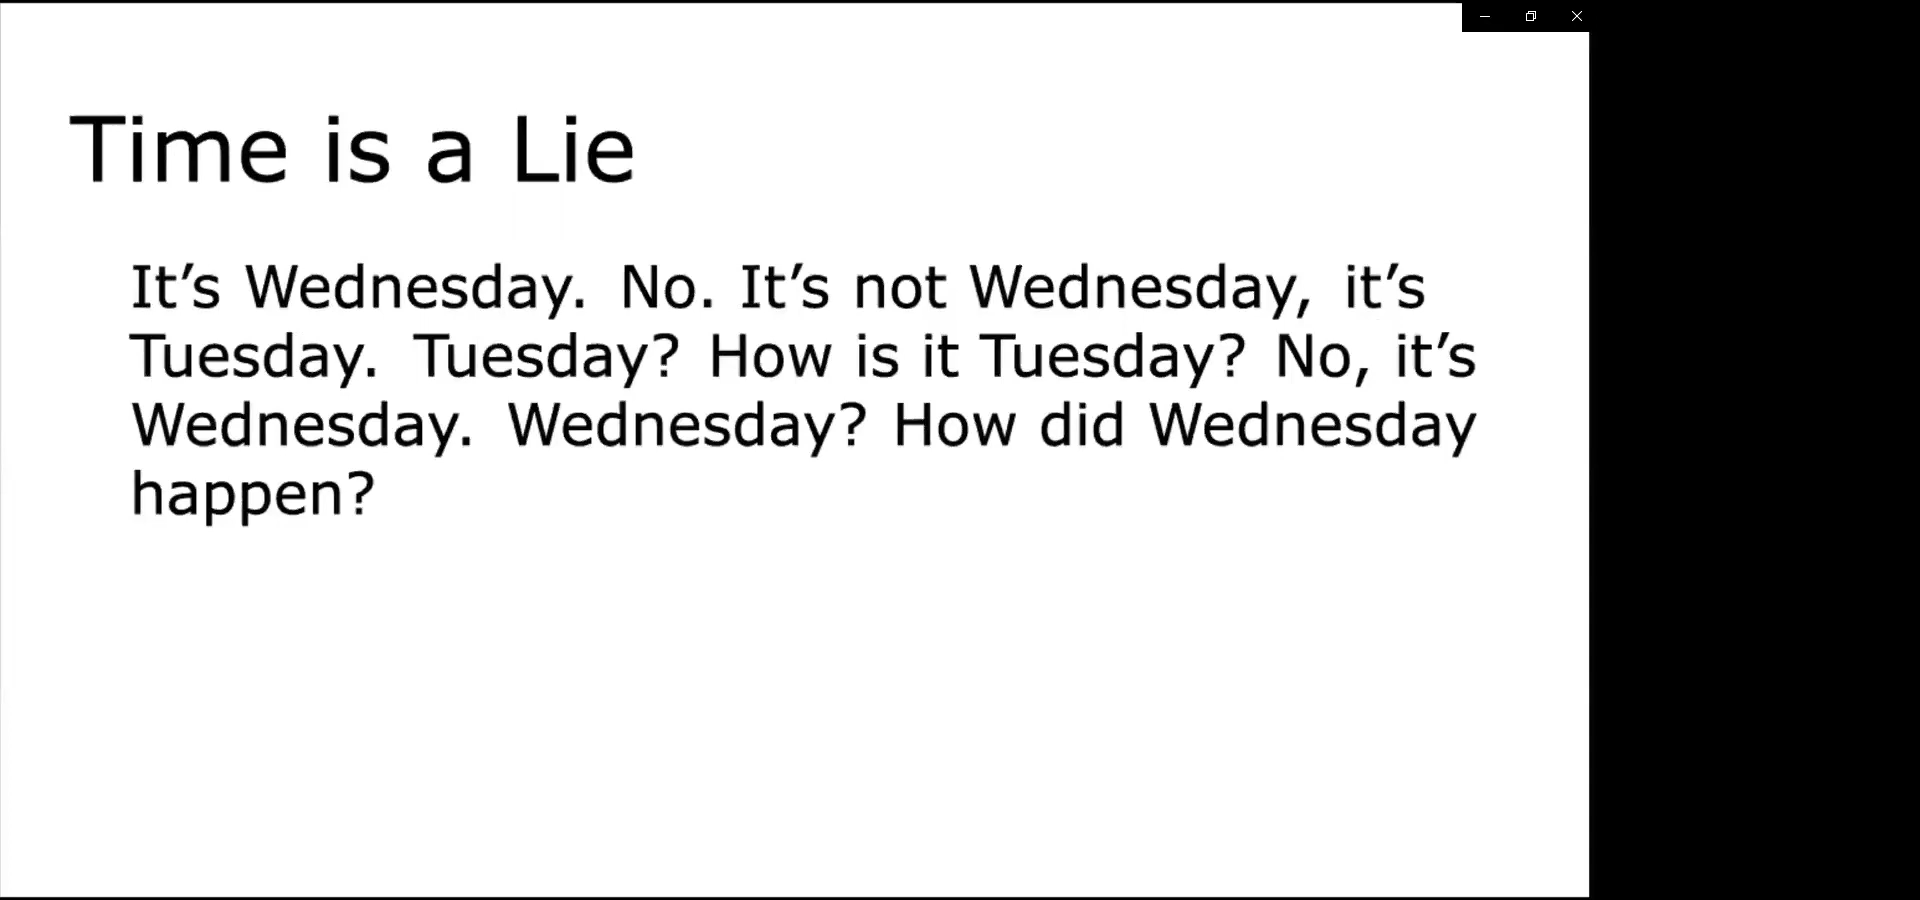 Time is a Lie
It’s Wednesday. No. It’s not Wednesday, it’s
Tuesday. Tuesday? How is it Tuesday? No, it’s
Wednesday. Wednesday? How did Wednesday
happen?